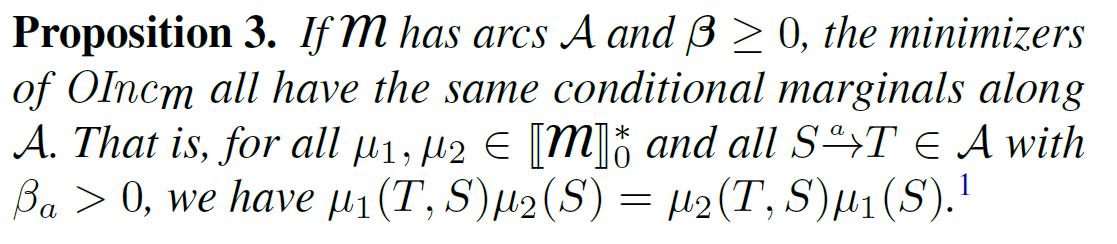 Proposition 3. If 𝓂 has arcs 𝒜 and β ≥ 0, the minimizers
of OInc𝓂 all have the same conditional marginals along
𝒜. That is, for all μ₁, μ₂ ∈ ⟦𝓂⟧₀* and all S →ᵃ T ∈ 𝒜 with
βₐ > 0, we have μ₁(T, S)μ₂(S) = μ₂(T, S)μ₁(S).¹